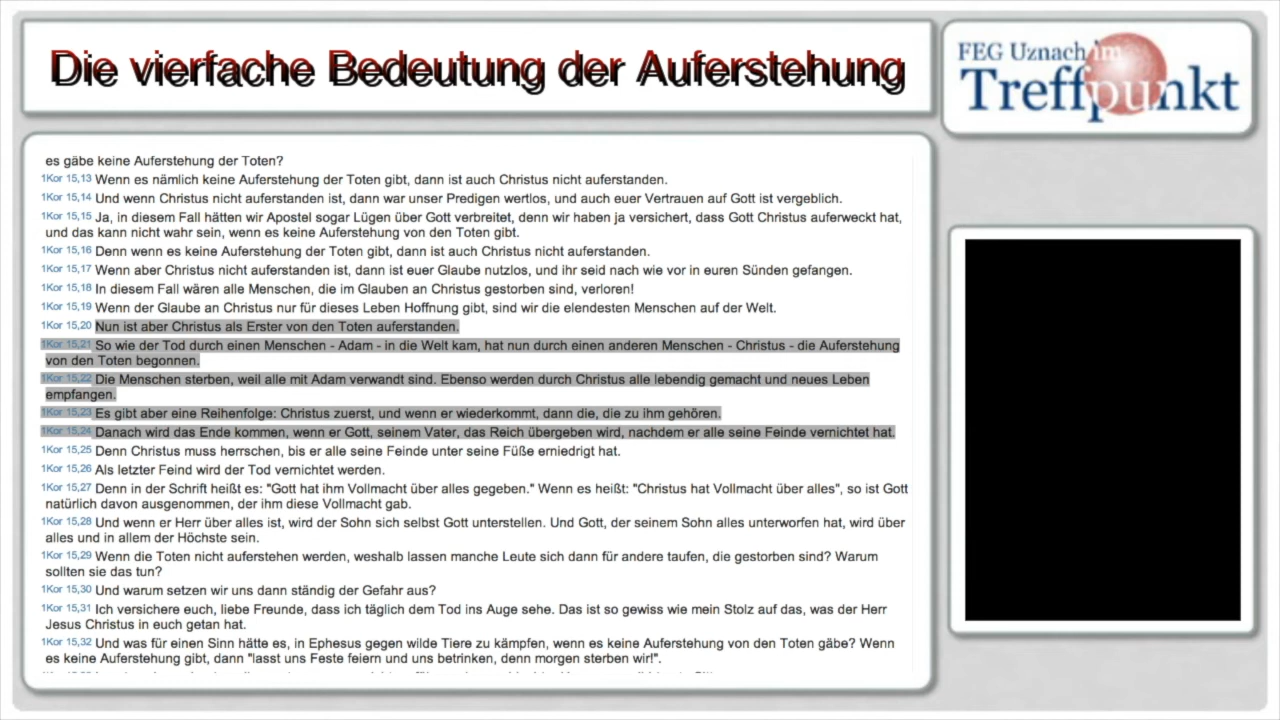 Die vierfache Bedeutung der Auferstehung
FEG Uznach im
Treffpunkt
es gäbe keine Auferstehung der Toten?
1Kor 15,13 Wenn es nämlich keine Auferstehung der Toten gibt, dann ist auch Christus nicht auferstanden.
1Kor 15,14 Und wenn Christus nicht auferstanden ist, dann war unser Predigen wertlos, und auch euer Vertrauen auf Gott ist vergeblich.
1Kor 15,15 Ja, in diesem Fall hätten wir Apostel sogar Lügen über Gott verbreitet, denn wir haben ja versichert, dass Gott Christus auferweckt hat,
und das kann nicht wahr sein, wenn es keine Auferstehung von den Toten gibt.
1Kor 15,16 Denn wenn es keine Auferstehung der Toten gibt, dann ist auch Christus nicht auferstanden.
1Kor 15,17 Wenn aber Christus nicht auferstanden ist, dann ist euer Glaube nutzlos, und ihr seid nach wie vor in euren Sünden gefangen.
1Kor 15,18 In diesem Fall wären alle Menschen, die im Glauben an Christus gestorben sind, verloren!
1Kor 15,19 Wenn der Glaube an Christus nur für dieses Leben Hoffnung gibt, sind wir die elendesten Menschen auf der Welt.
1Kor 15,20 Nun ist aber Christus als Erster von den Toten auferstanden.
1Kor 15,21 So wie der Tod durch einen Menschen - Adam - in die Welt kam, hat nun durch einen anderen Menschen - Christus - die Auferstehung
von den Toten begonnen.
1Kor 15,22 Die Menschen sterben, weil alle mit Adam verwandt sind. Ebenso werden durch Christus alle lebendig gemacht und neues Leben
empfangen.
1Kor 15,23 Es gibt aber eine Reihenfolge: Christus zuerst, und wenn er wiederkommt, dann die, die zu ihm gehören.
1Kor 15,24 Danach wird das Ende kommen, wenn er Gott, seinem Vater, das Reich übergeben wird, nachdem er alle seine Feinde vernichtet hat.
1Kor 15,25 Denn Christus muss herrschen, bis er alle seine Feinde unter seine Füße erniedrigt hat.
1Kor 15,26 Als letzter Feind wird der Tod vernichtet werden.
1Kor 15,27 Denn in der Schrift heißt es: "Gott hat ihm Vollmacht über alles gegeben." Wenn es heißt: "Christus hat Vollmacht über alles", so ist Gott
natürlich davon ausgenommen, der ihm diese Vollmacht gab.
1Kor 15,28 Und wenn er Herr über alles ist, wird der Sohn sich selbst Gott unterstellen. Und Gott, der seinem Sohn alles unterworfen hat, wird über
alles und in allem der Höchste sein.
1Kor 15,29 Wenn die Toten nicht auferstehen werden, weshalb lassen manche Leute sich dann für andere taufen, die gestorben sind? Warum
sollten sie das tun?
1Kor 15,30 Und warum setzen wir uns dann ständig der Gefahr aus?
1Kor 15,31 Ich versichere euch, liebe Freunde, dass ich täglich dem Tod ins Auge sehe. Das ist so gewiss wie mein Stolz auf das, was der Herr
Jesus Christus in euch getan hat.
1Kor 15,32 Und was für einen Sinn hätte es, in Ephesus gegen wilde Tiere zu kämpfen, wenn es keine Auferstehung von den Toten gäbe? Wenn
es keine Auferstehung gibt, dann "lasst uns Feste feiern und uns betrinken, denn morgen sterben wir!".